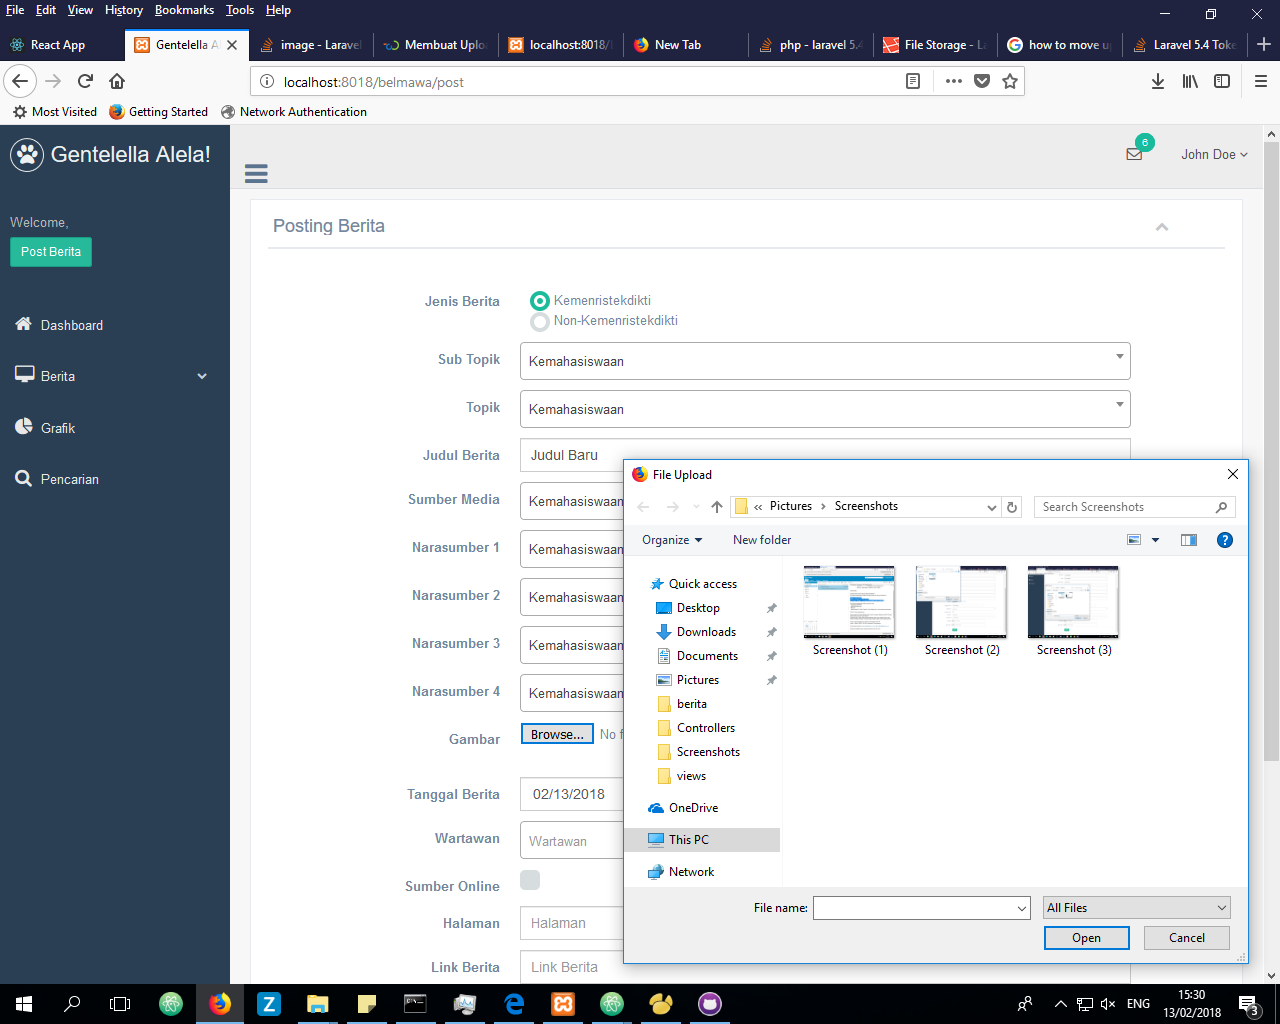 File Edit View History Bookmarks Tools Help
React App
Gentelella Al
image - Laravel
Membuat Uplo
localhost:8018/
New Tab
php - laravel 5.4
File Storage - La
how to move u
Laravel 5.4 Toke
localhost:8018/belmawa/post
Most Visited Getting Started Network Authentication
Gentelella Alela!
6
John Doe
Welcome,
Post Berita
Dashboard
Berita
Grafik
Pencarian
Posting Berita
Jenis Berita
Kemenristekdikti
Non-Kemenristekdikti
Sub Topik Kemahasiswaan
Topik Kemahasiswaan
Judul Berita Judul Baru
Sumber Media Kemahasiswaan
Narasumber 1 Kemahasiswaan
Narasumber 2 Kemahasiswaan
Narasumber 3 Kemahasiswaan
Narasumber 4 Kemahasiswaan
Gambar Browse... No f
Tanggal Berita 02/13/2018
Wartawan Wartawan
Sumber Online
Halaman Halaman
Link Berita Link Berita
File Upload
« Pictures › Screenshots
Search Screenshots
Organize New folder
Quick access
Desktop
Downloads
Documents
Pictures
berita
Controllers
Screenshots
views
OneDrive
This PC
Network
Screenshot (1)
Screenshot (2)
Screenshot (3)
File name:
All Files
Open Cancel
ENG
15:30
13/02/2018
3